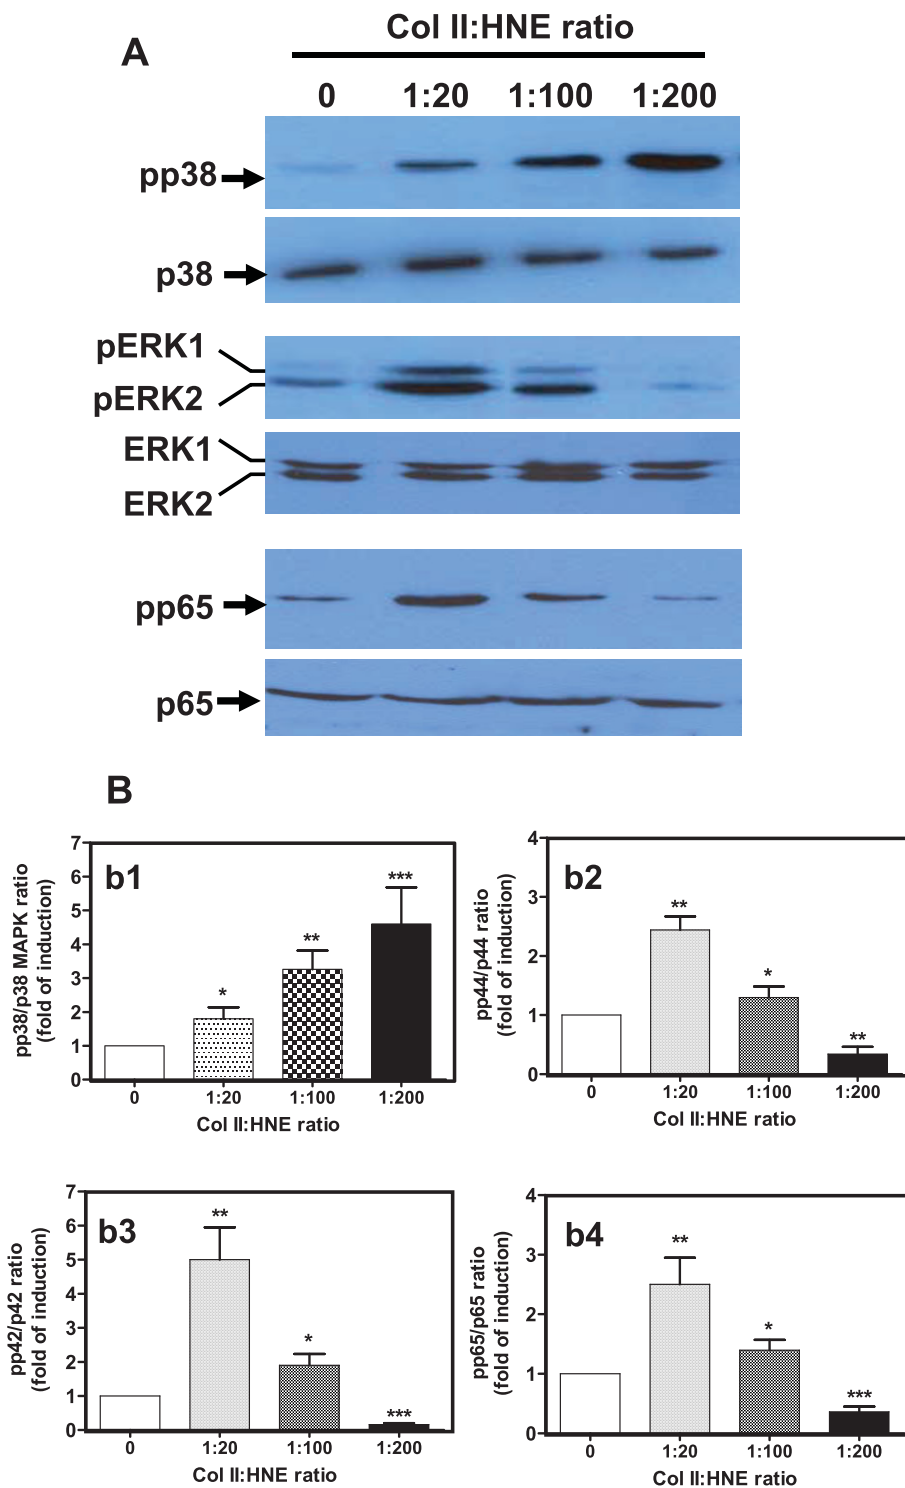 A
Col II:HNE ratio
0 1:20 1:100 1:200
pp38
p38
pERK1
pERK2
ERK1
ERK2
pp65
p65
B
b1
pp38/p38 MAPK ratio
(fold of induction)
7
6
5
4
3
2
1
0
*
**
***
0 1:20 1:100 1:200
Col II:HNE ratio
b2
pp44/p44 ratio
(fold of induction)
4
3
2
1
0
**
*
**
0 1:20 1:100 1:200
Col II:HNE ratio
b3
pp42/p42 ratio
(fold of induction)
7
6
5
4
3
2
1
0
**
*
***
0 1:20 1:100 1:200
Col II:HNE ratio
b4
pp65/p65 ratio
(fold of induction)
4
3
2
1
0
**
*
***
0 1:20 1:100 1:200
Col II:HNE ratio